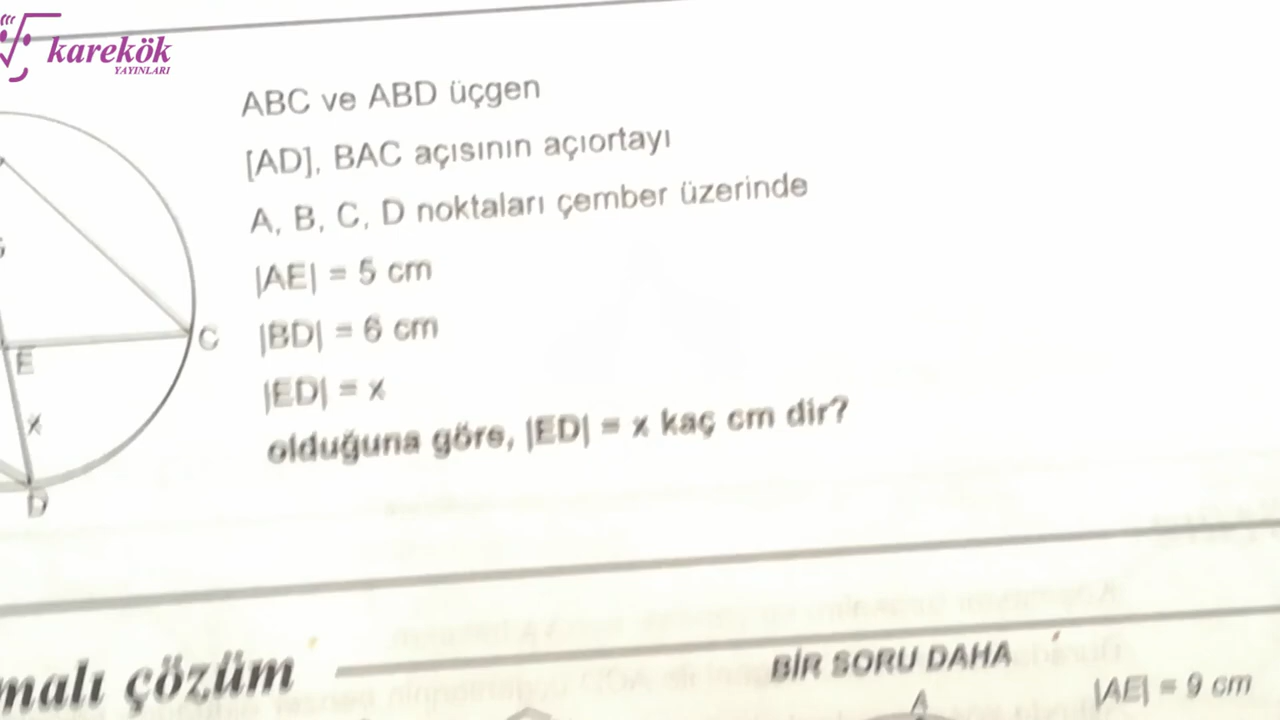 karekök
YAYINLARI
ABC ve ABD üçgen
[AD], BAC açısının açıortayı
A, B, C, D noktaları çember üzerinde
|AE| = 5 cm
|BD| = 6 cm
|ED| = x
olduğuna göre, |ED| = x kaç cm dir?
C
E
x
D
malı çözüm
BİR SORU DAHA
A
|AE| = 9 cm